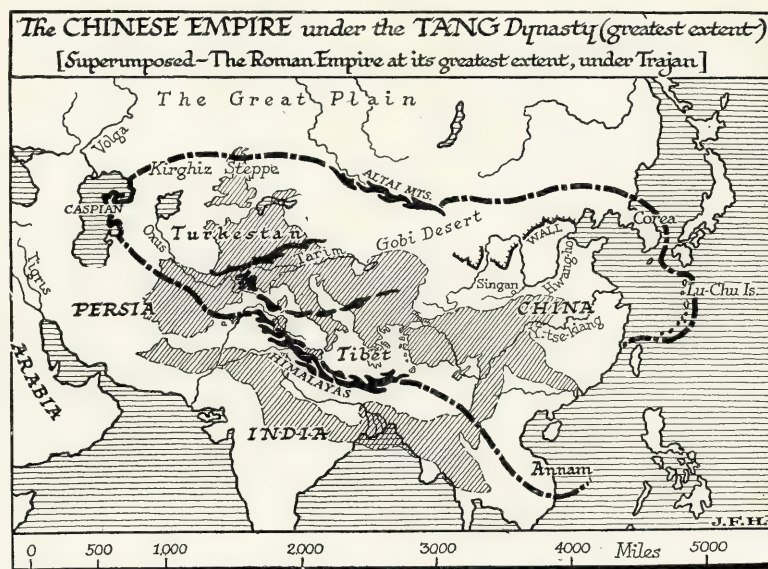 The CHINESE EMPIRE under the TANG Dynasty (greatest extent)
[Superimposed – The Roman Empire at its greatest extent, under Trajan]
The Great Plain
Volga
Kirghiz Steppe
ALTAI MTS.
CASPIAN
Corea
Oxus
Turkestan
Gobi Desert
WALL
Tarim
Hwang-ho
Tigris
Singan
Lu-Chu Is.
PERSIA
CHINA
Y.-tse-kiang
Tibet
ARABIA
HIMALAYAS
INDIA
Annam
J.F.H.
0 500 1,000 2,000 3000 4000 Miles 5000